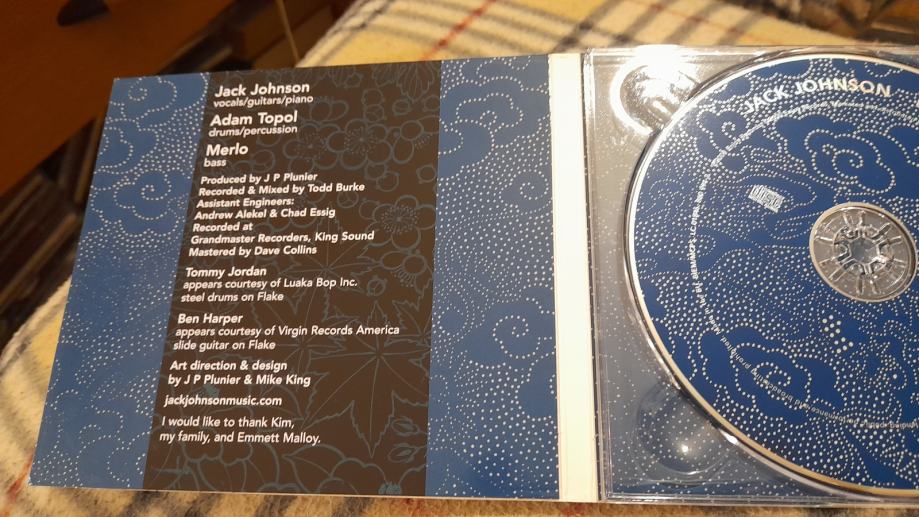 Jack Johnson
vocals/guitars/piano
Adam Topol
drums/percussion
Merlo
bass
Produced by J P Plunier
Recorded & Mixed by Todd Burke
Assistant Engineers:
Andrew Alekel & Chad Essig
Recorded at
Grandmaster Recorders, King Sound
Mastered by Dave Collins
Tommy Jordan
appears courtesy of Luaka Bop Inc.
steel drums on Flake
Ben Harper
appears courtesy of Virgin Records America
slide guitar on Flake
Art direction & design
by J P Plunier & Mike King
jackjohnsonmusic.com
I would like to thank Kim,
my family, and Emmett Malloy.
JACK JOHNSON